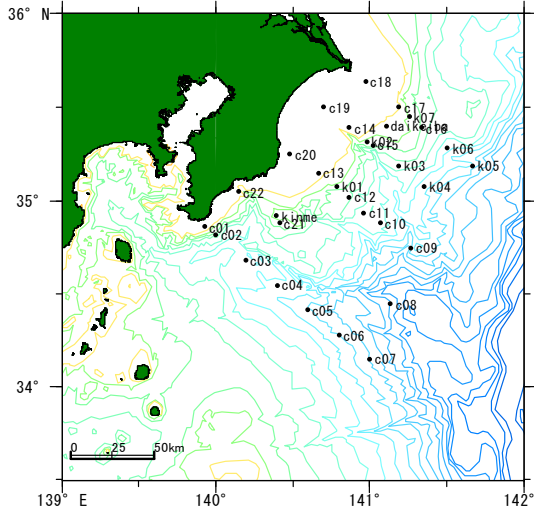 36° N
c18
c19
c17
k07
c14
daikeiba
c16
k02
c15
k06
c20
c13
k03
k05
k01
k04
c22
c12
35°
kinme
c11
c21
c10
c01
c02
c09
c03
c04
c08
c05
c06
c07
34°
0 25 50km
139° E 140° 141° 142°